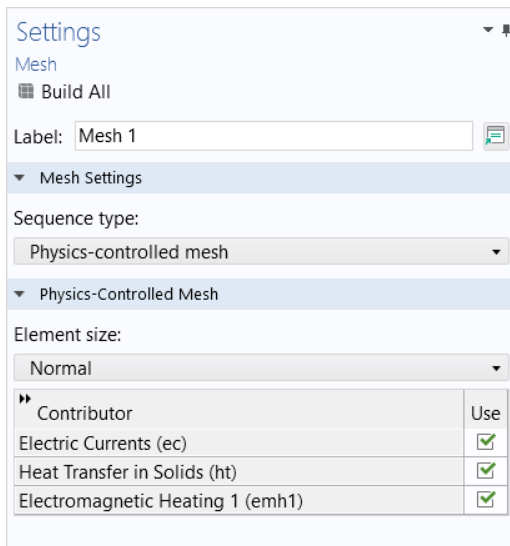 Settings
Mesh
Build All
Label: Mesh 1
Mesh Settings
Sequence type:
Physics-controlled mesh
Physics-Controlled Mesh
Element size:
Normal
Contributor Use
Electric Currents (ec)
Heat Transfer in Solids (ht)
Electromagnetic Heating 1 (emh1)